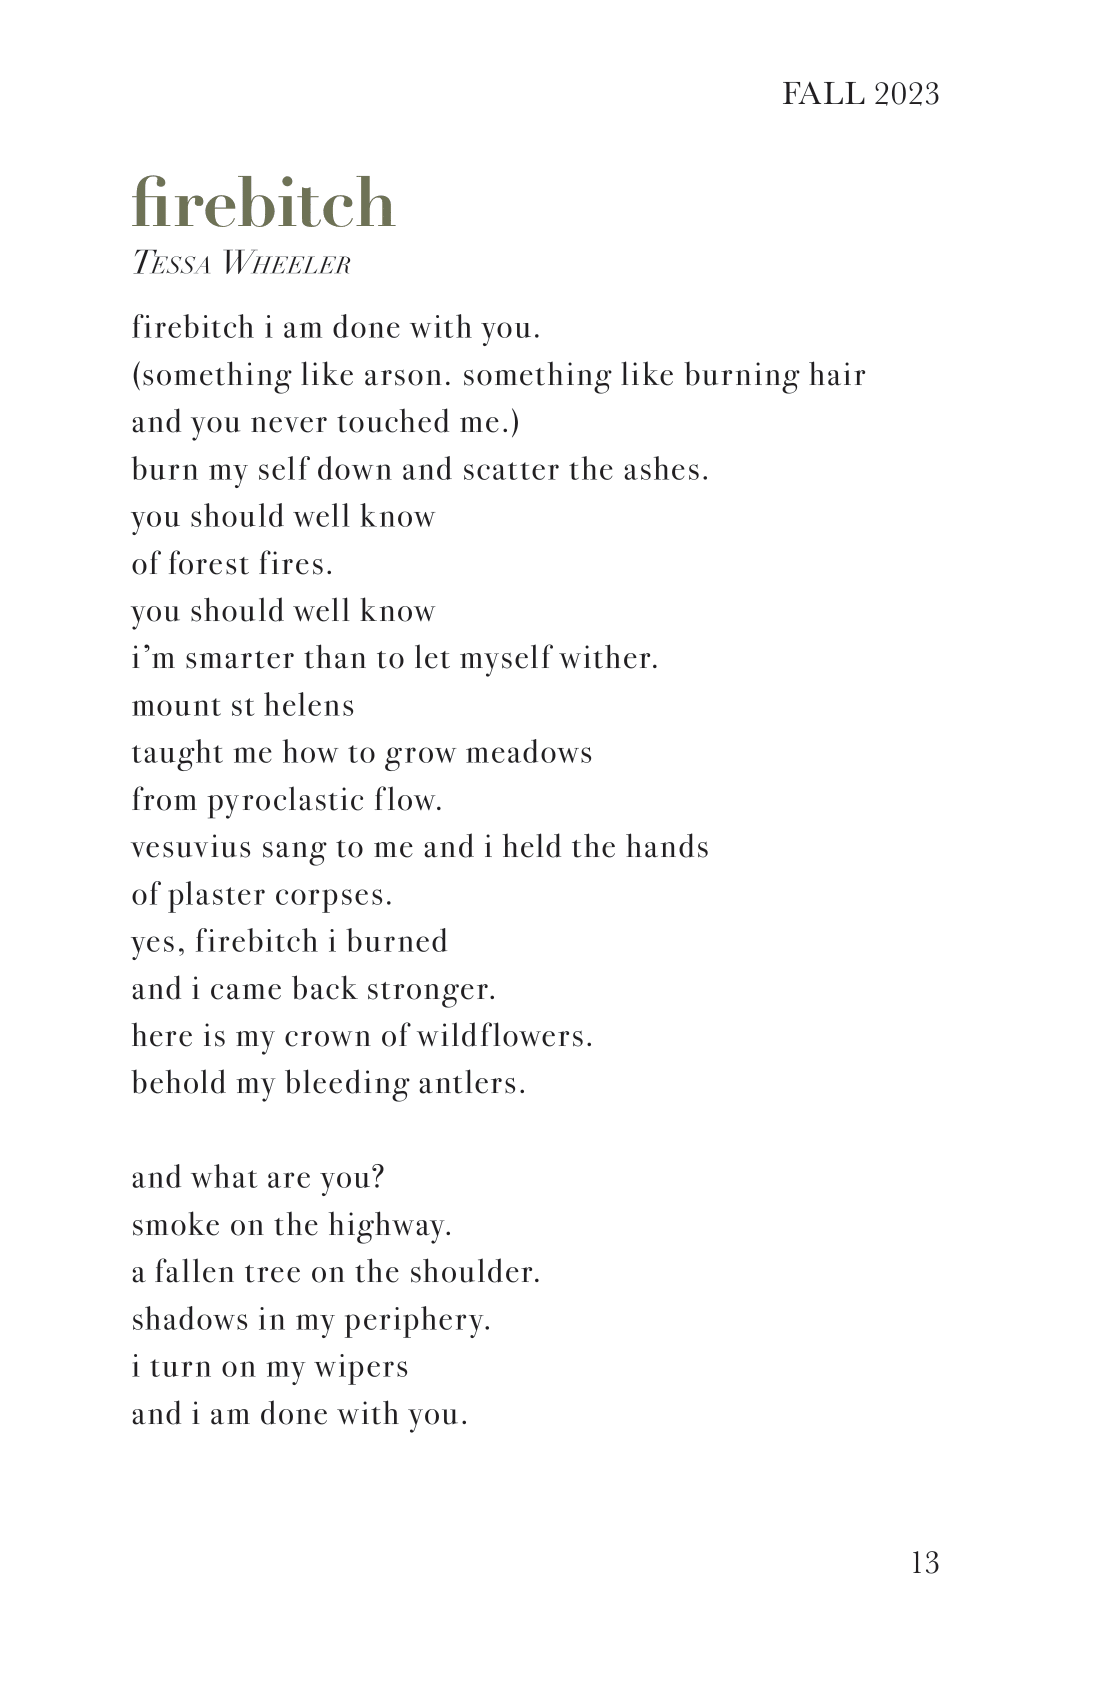 FALL 2023
firebitch
Tessa Wheeler
firebitch i am done with you.
(something like arson. something like burning hair
and you never touched me.)
burn my self down and scatter the ashes.
you should well know
of forest fires.
you should well know
i’m smarter than to let myself wither.
mount st helens
taught me how to grow meadows
from pyroclastic flow.
vesuvius sang to me and i held the hands
of plaster corpses.
yes, firebitch i burned
and i came back stronger.
here is my crown of wildflowers.
behold my bleeding antlers.

and what are you?
smoke on the highway.
a fallen tree on the shoulder.
shadows in my periphery.
i turn on my wipers
and i am done with you.
13